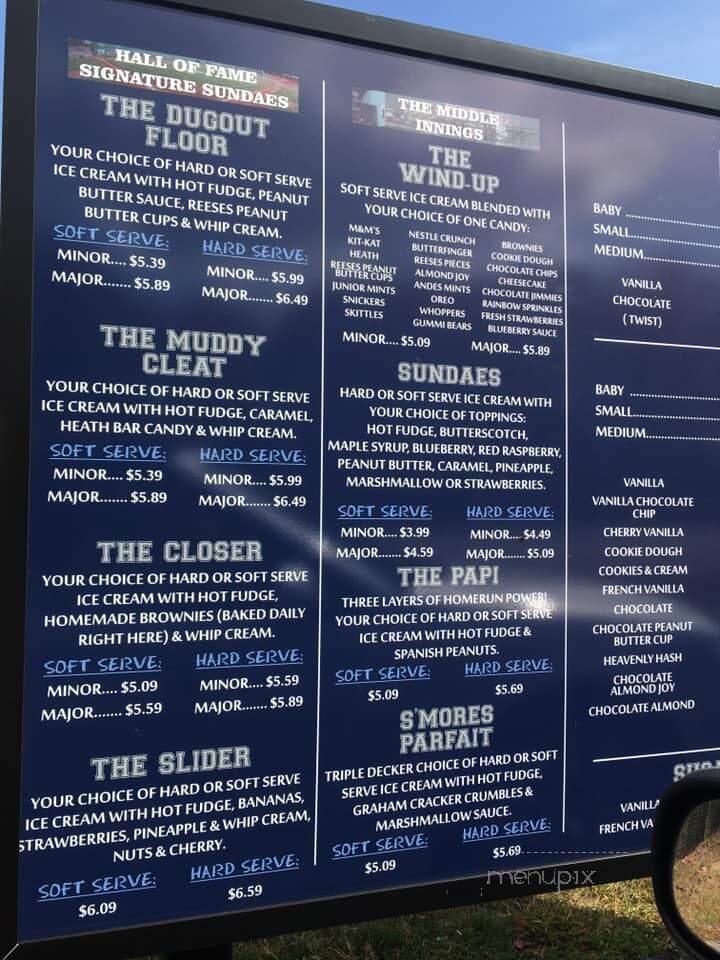 HALL OF FAME
SIGNATURE SUNDAES
THE DUGOUT
FLOOR
YOUR CHOICE OF HARD OR SOFT SERVE
ICE CREAM WITH HOT FUDGE, PEANUT
BUTTER SAUCE, REESES PEANUT
BUTTER CUPS & WHIP CREAM.
SOFT SERVE: HARD SERVE:
MINOR.... $5.39 MINOR.... $5.99
MAJOR....... $5.89 MAJOR....... $6.49
THE MUDDY
CLEAT
YOUR CHOICE OF HARD OR SOFT SERVE
ICE CREAM WITH HOT FUDGE, CARAMEL,
HEATH BAR CANDY & WHIP CREAM.
SOFT SERVE: HARD SERVE:
MINOR.... $5.39 MINOR.... $5.99
MAJOR....... $5.89 MAJOR....... $6.49
THE CLOSER
YOUR CHOICE OF HARD OR SOFT SERVE
ICE CREAM WITH HOT FUDGE,
HOMEMADE BROWNIES (BAKED DAILY
RIGHT HERE) & WHIP CREAM.
SOFT SERVE: HARD SERVE:
MINOR.... $5.09 MINOR.... $5.59
MAJOR....... $5.59 MAJOR....... $5.89
THE SLIDER
YOUR CHOICE OF HARD OR SOFT SERVE
ICE CREAM WITH HOT FUDGE, BANANAS,
STRAWBERRIES, PINEAPPLE & WHIP CREAM,
NUTS & CHERRY.
SOFT SERVE: HARD SERVE:
$6.09 $6.59
THE MIDDLE
INNINGS
THE
WIND-UP
SOFT SERVE ICE CREAM BLENDED WITH
YOUR CHOICE OF ONE CANDY:
M&M'S
KIT-KAT
HEATH
REESES PEANUT
BUTTER CUPS
JUNIOR MINTS
SNICKERS
SKITTLES
NESTLE CRUNCH
BUTTERFINGER
REESES PIECES
ALMOND JOY
ANDES MINTS
OREO
WHOPPERS
GUMMI BEARS
BROWNIES
COOKIE DOUGH
CHOCOLATE CHIPS
CHEESECAKE
CHOCOLATE JIMMIES
RAINBOW SPRINKLES
FRESH STRAWBERRIES
BLUEBERRY SAUCE
MINOR.... $5.09 MAJOR.... $5.89
SUNDAES
HARD OR SOFT SERVE ICE CREAM WITH
YOUR CHOICE OF TOPPINGS:
HOT FUDGE, BUTTERSCOTCH,
MAPLE SYRUP, BLUEBERRY, RED RASPBERRY,
PEANUT BUTTER, CARAMEL, PINEAPPLE,
MARSHMALLOW OR STRAWBERRIES.
SOFT SERVE: HARD SERVE:
MINOR.... $3.99 MINOR.... $4.49
MAJOR....... $4.59 MAJOR....... $5.09
THE PAPI
THREE LAYERS OF HOMERUN POWER!
YOUR CHOICE OF HARD OR SOFT SERVE
ICE CREAM WITH HOT FUDGE &
SPANISH PEANUTS.
SOFT SERVE: HARD SERVE:
$5.09 $5.69
S'MORES
PARFAIT
TRIPLE DECKER CHOICE OF HARD OR SOFT
SERVE ICE CREAM WITH HOT FUDGE,
GRAHAM CRACKER CRUMBLES &
MARSHMALLOW SAUCE.
SOFT SERVE: HARD SERVE:
$5.09 $5.69
BABY
SMALL
MEDIUM
VANILLA
CHOCOLATE
(TWIST)
BABY
SMALL
MEDIUM
VANILLA
VANILLA CHOCOLATE
CHIP
CHERRY VANILLA
COOKIE DOUGH
COOKIES & CREAM
FRENCH VANILLA
CHOCOLATE
CHOCOLATE PEANUT
BUTTER CUP
HEAVENLY HASH
CHOCOLATE
ALMOND JOY
CHOCOLATE ALMOND
VANILLA
FRENCH VA
menupix